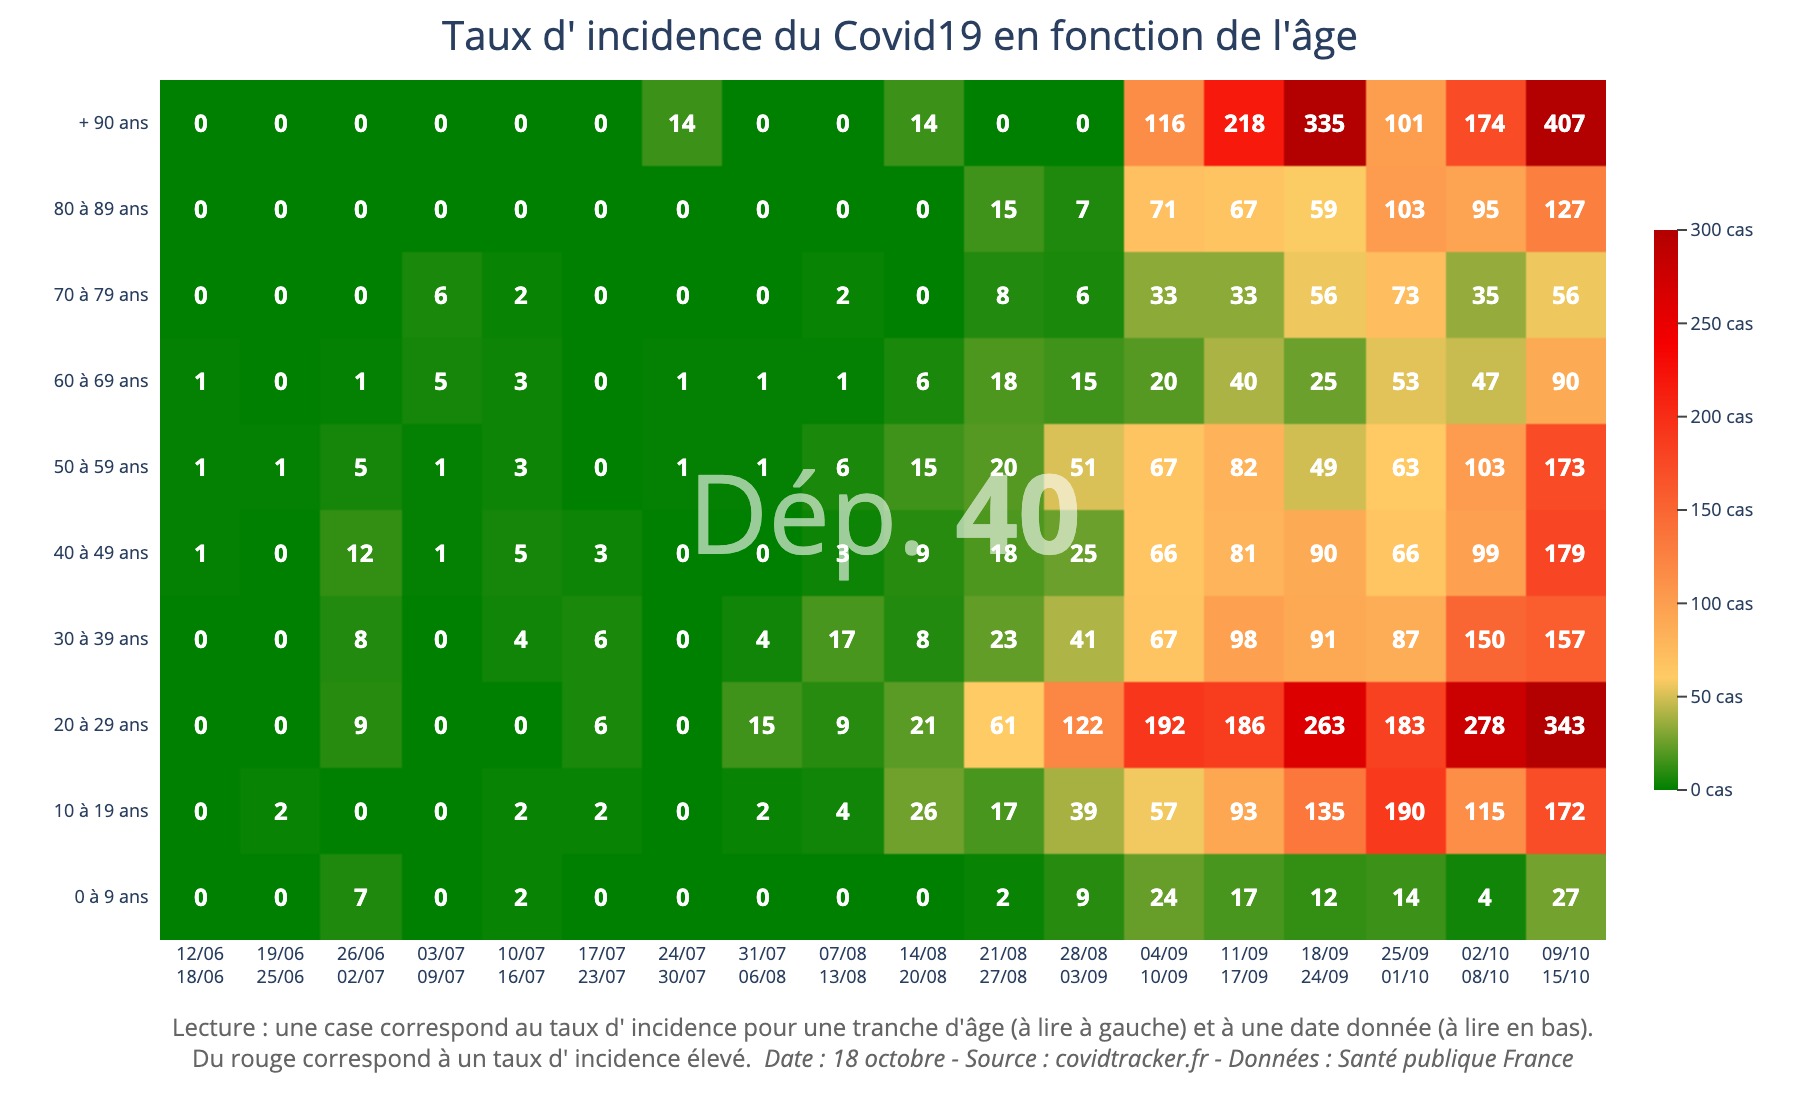 Taux d' incidence du Covid19 en fonction de l'âge
+ 90 ans 0 0 0 0 0 0 14 0 0 14 0 0 116 218 335 101 174 407
80 à 89 ans 0 0 0 0 0 0 0 0 0 0 15 7 71 67 59 103 95 127
70 à 79 ans 0 0 0 6 2 0 0 0 2 0 8 6 33 33 56 73 35 56
60 à 69 ans 1 0 1 5 3 0 1 1 1 6 18 15 20 40 25 53 47 90
50 à 59 ans 1 1 5 1 3 0 1 1 6 15 20 51 67 82 49 63 103 173
Dép. 40
40 à 49 ans 1 0 12 1 5 3 0 0 3 9 18 25 66 81 90 66 99 179
30 à 39 ans 0 0 8 0 4 6 0 4 17 8 23 41 67 98 91 87 150 157
20 à 29 ans 0 0 9 0 0 6 0 15 9 21 61 122 192 186 263 183 278 343
10 à 19 ans 0 2 0 0 2 2 0 2 4 26 17 39 57 93 135 190 115 172
0 à 9 ans 0 0 7 0 2 0 0 0 0 0 2 9 24 17 12 14 4 27
12/06 19/06 26/06 03/07 10/07 17/07 24/07 31/07 07/08 14/08 21/08 28/08 04/09 11/09 18/09 25/09 02/10 09/10
18/06 25/06 02/07 09/07 16/07 23/07 30/07 06/08 13/08 20/08 27/08 03/09 10/09 17/09 24/09 01/10 08/10 15/10
300 cas
250 cas
200 cas
150 cas
100 cas
50 cas
0 cas
Lecture : une case correspond au taux d' incidence pour une tranche d'âge (à lire à gauche) et à une date donnée (à lire en bas).
Du rouge correspond à un taux d' incidence élevé. Date : 18 octobre - Source : covidtracker.fr - Données : Santé publique France